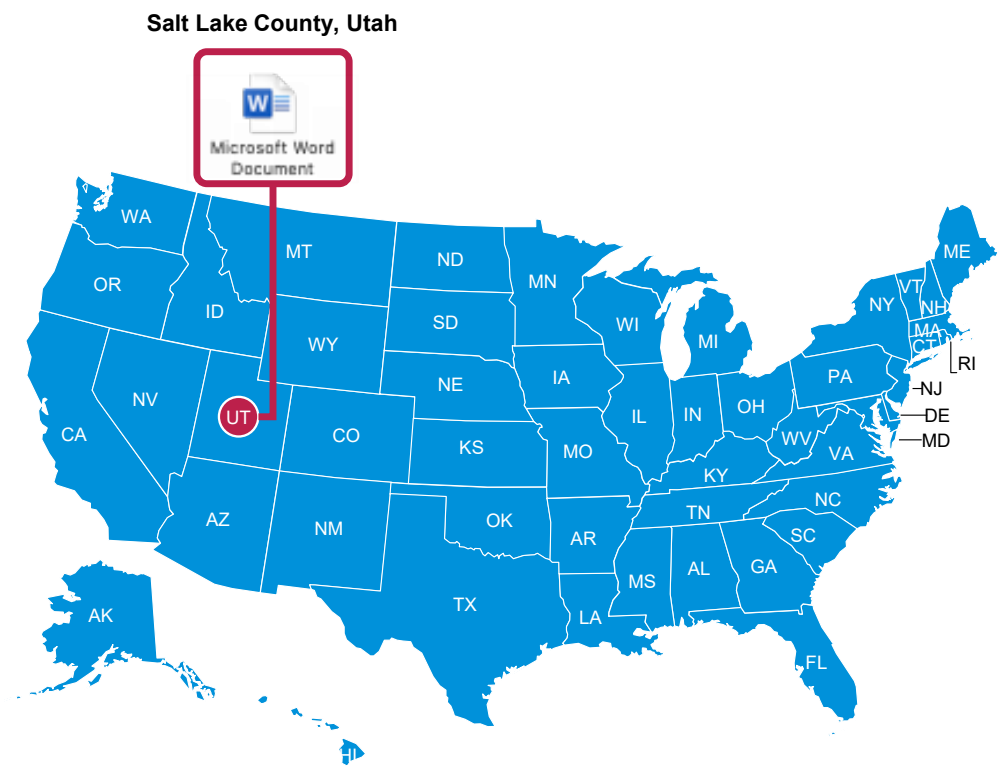 Salt Lake County, Utah
W
Microsoft Word
Document
WA
MT
ND
MN
ME
OR
ID
SD
WI
MI
NY
VT
NH
MA
CT
RI
WY
NE
IA
PA
NJ
NV
UT
CO
KS
MO
IL
IN
OH
WV
DE
MD
VA
CA
KY
AZ
NM
OK
AR
TN
NC
SC
MS
AL
GA
TX
LA
AK
FL
HI